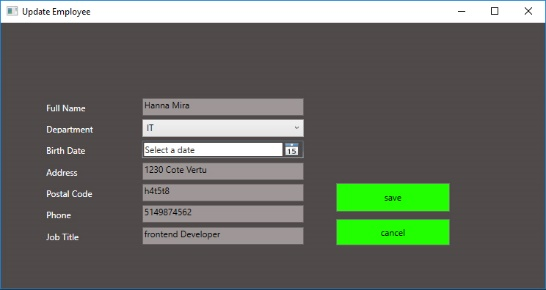 Update Employee
Full Name Hanna Mira
Department IT
Birth Date Select a date 15
Address 1230 Cote Vertu
Postal Code h4t5t8 save
Phone 5149874562
Job Title frontend Developer cancel